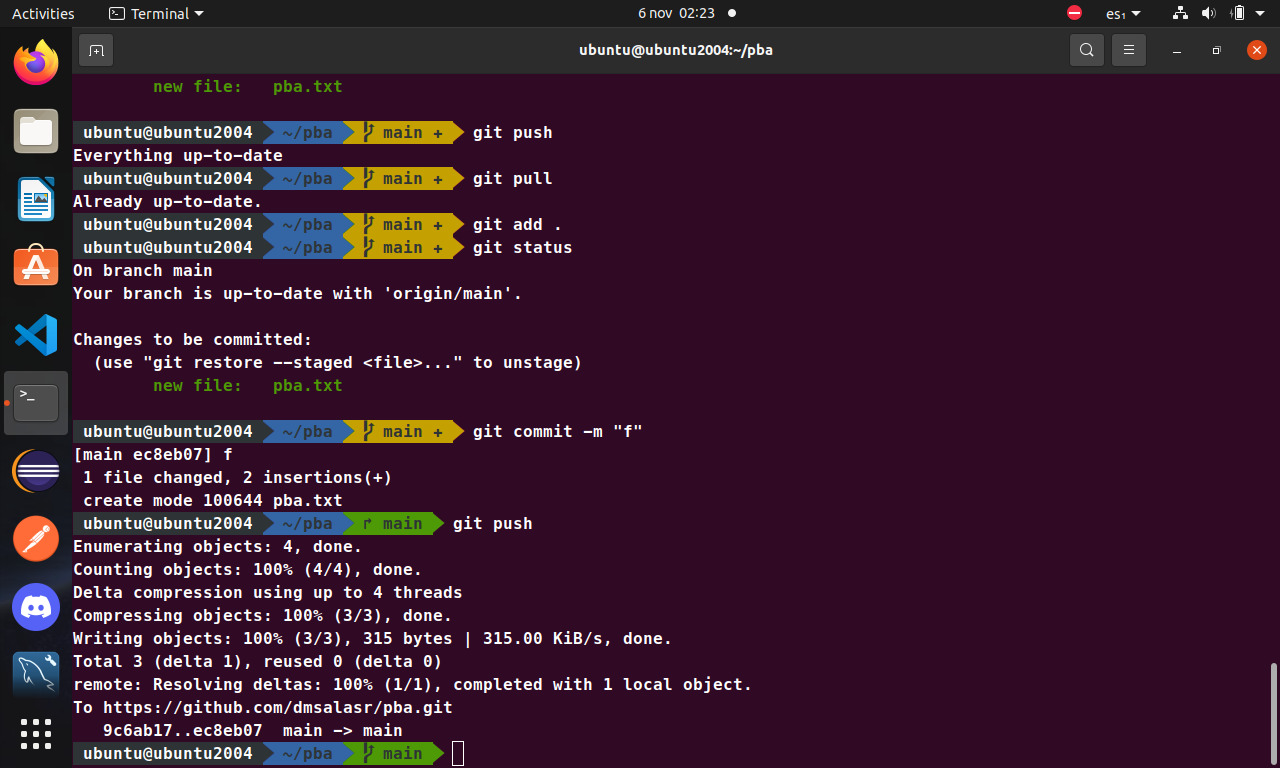 Activities Terminal 6 nov 02:23 es₁
ubuntu@ubuntu2004:~/pba
new file:   pba.txt
ubuntu@ubuntu2004 ~/pba main + git push
Everything up-to-date
ubuntu@ubuntu2004 ~/pba main + git pull
Already up-to-date.
ubuntu@ubuntu2004 ~/pba main + git add .
ubuntu@ubuntu2004 ~/pba main + git status
On branch main
Your branch is up-to-date with 'origin/main'.
Changes to be committed:
(use "git restore --staged <file>..." to unstage)
new file:   pba.txt
ubuntu@ubuntu2004 ~/pba main + git commit -m "f"
[main ec8eb07] f
1 file changed, 2 insertions(+)
create mode 100644 pba.txt
ubuntu@ubuntu2004 ~/pba main git push
Enumerating objects: 4, done.
Counting objects: 100% (4/4), done.
Delta compression using up to 4 threads
Compressing objects: 100% (3/3), done.
Writing objects: 100% (3/3), 315 bytes | 315.00 KiB/s, done.
Total 3 (delta 1), reused 0 (delta 0)
remote: Resolving deltas: 100% (1/1), completed with 1 local object.
To https://github.com/dmsalasr/pba.git
9c6ab17..ec8eb07  main -> main
ubuntu@ubuntu2004 ~/pba main